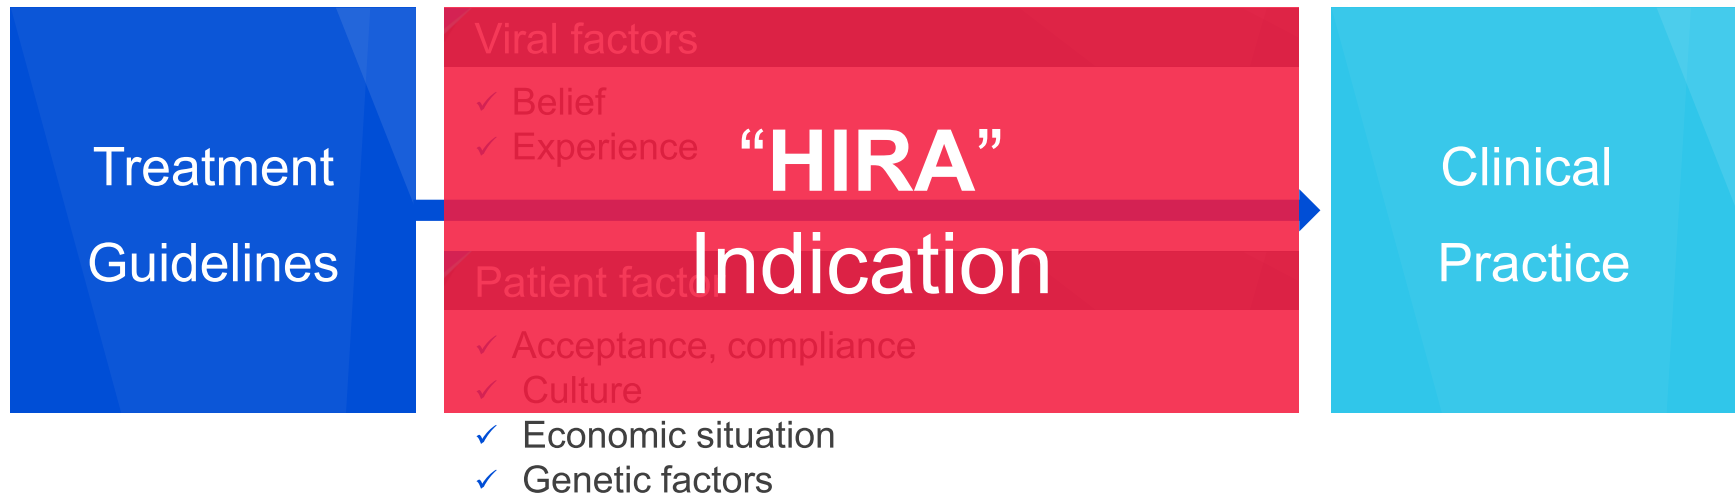 Treatment
Guidelines
Viral factors
✓ Belief
✓ Experience
“HIRA”
Indication
Patient factor
✓ Acceptance, compliance
✓ Culture
✓ Economic situation
✓ Genetic factors
Clinical
Practice